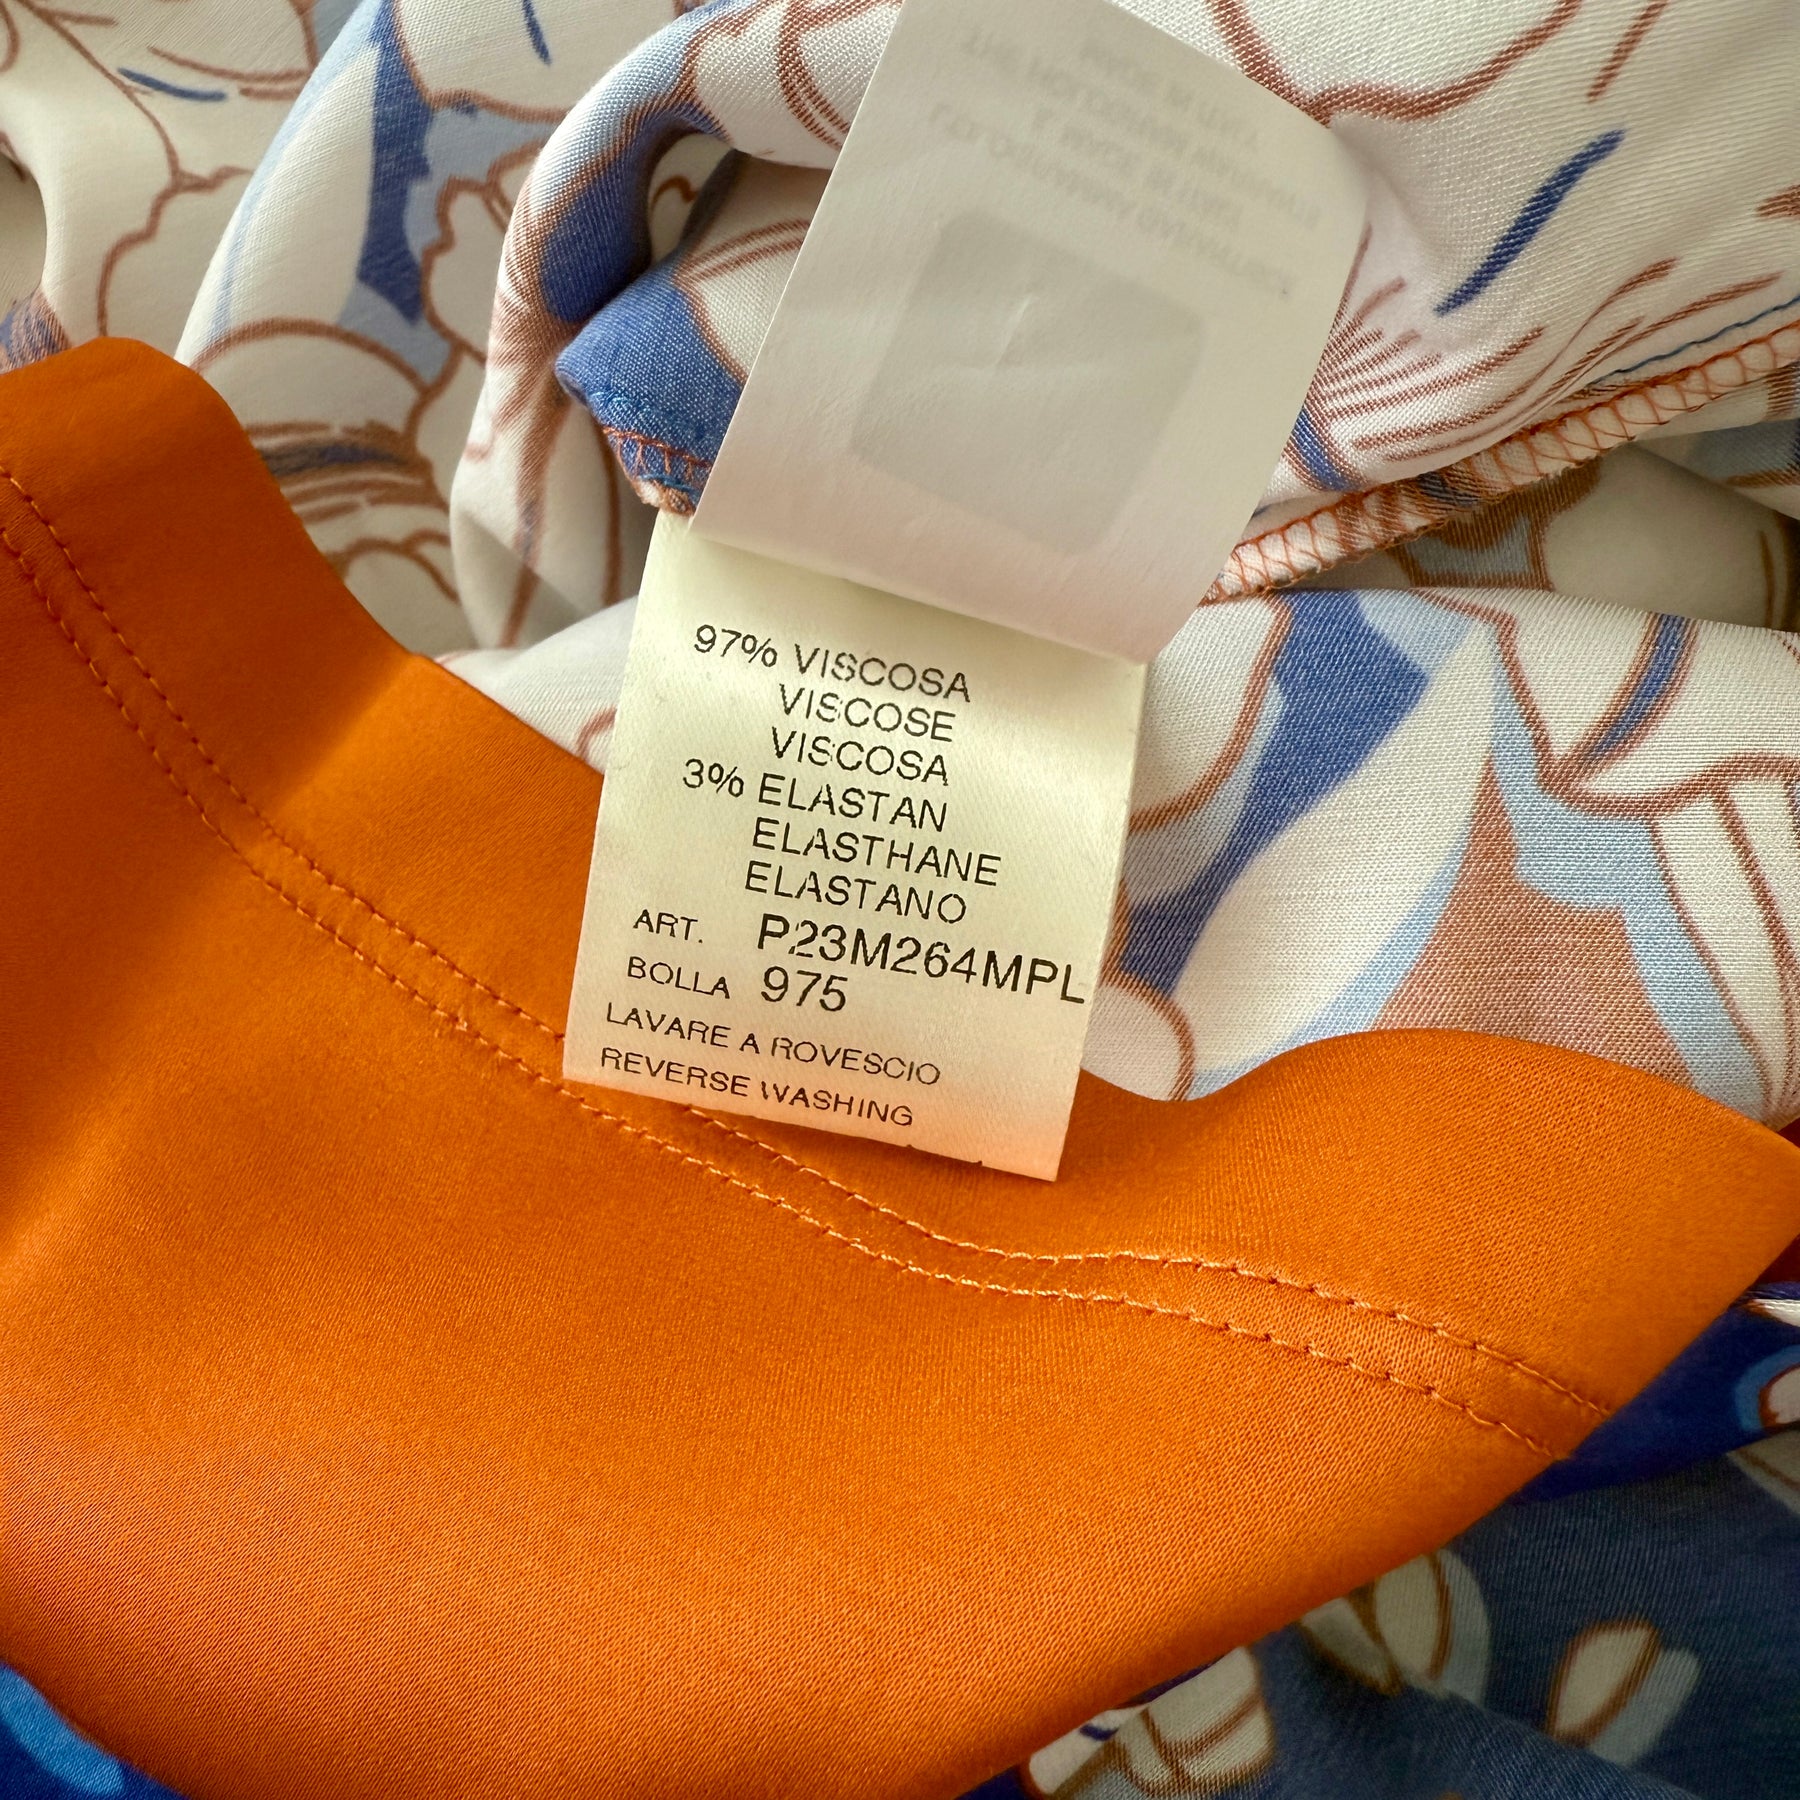 97% VISCOSA
VISCOSE
VISCOSA
3% ELASTAN
ELASTHANE
ELASTANO
ART. P23M264MPL
BOLLA 975
LAVARE A ROVESCIO
REVERSE WASHING